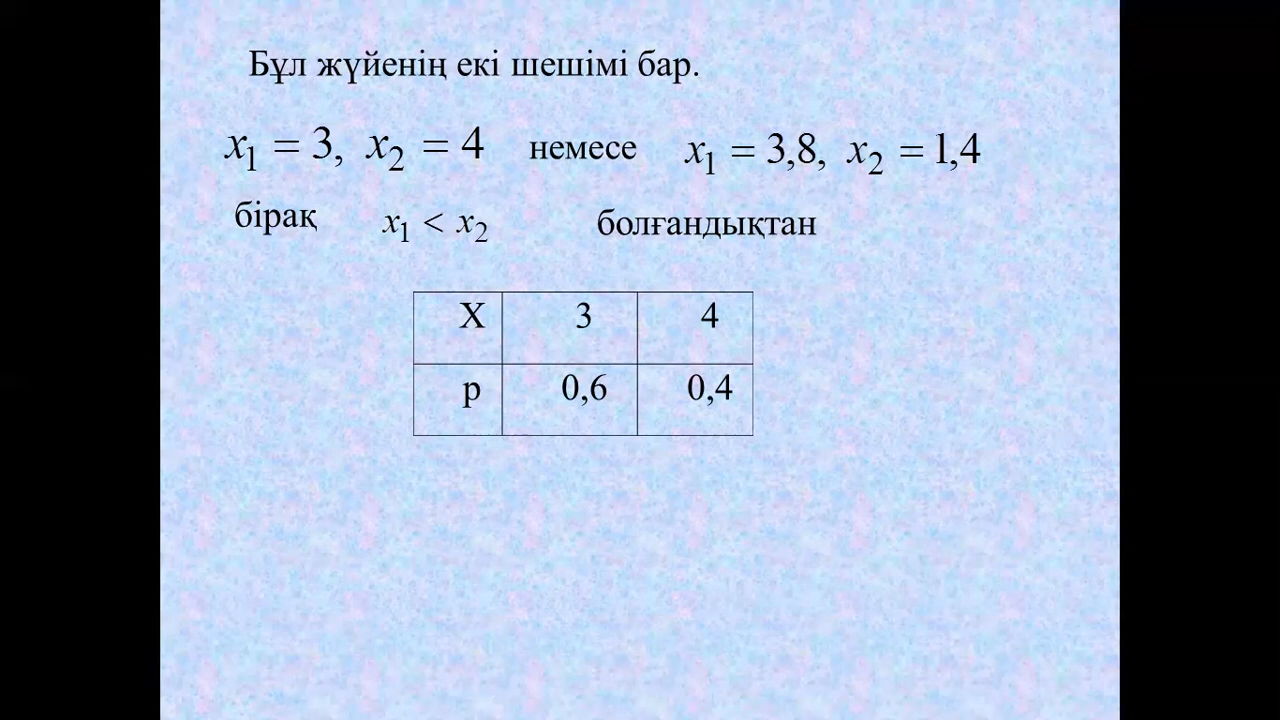 Бұл жүйенің екі шешімі бар.
x₁ = 3, x₂ = 4 немесе x₁ = 3,8, x₂ = 1,4
бірақ x₁ < x₂ болғандықтан
X 3 4
p 0,6 0,4